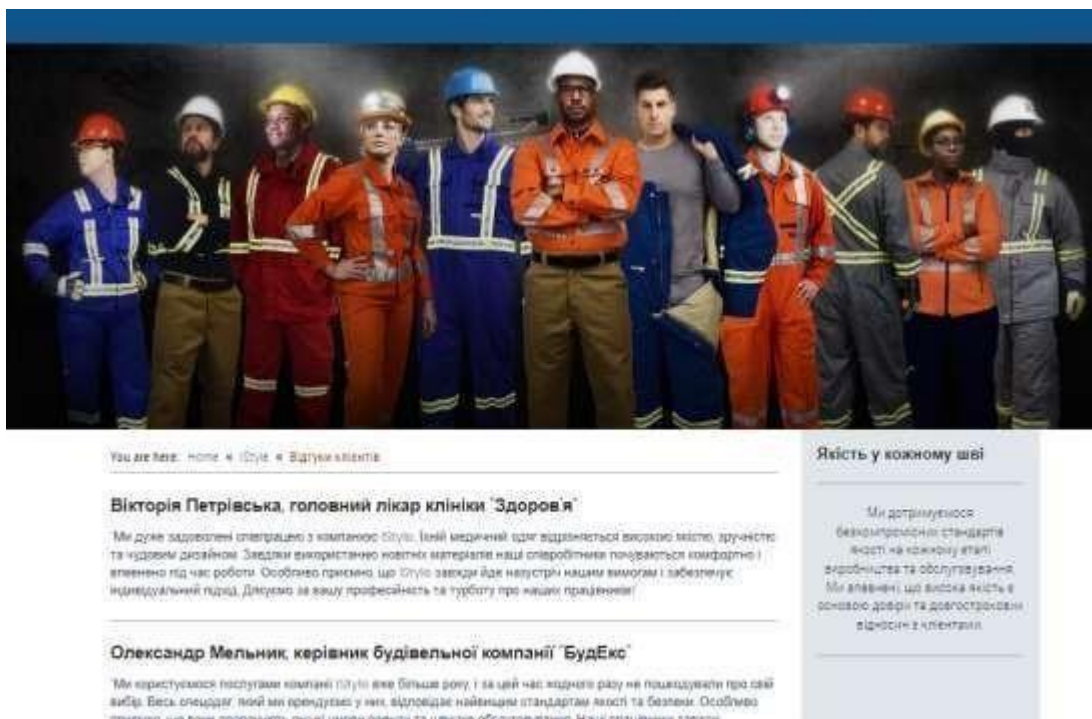 You are here: Home « iStyle « Відгуки клієнтів
Вікторія Петрівська, головний лікар клініки "Здоров'я"
"Ми дуже задоволені співпрацею з компанією iStyle. Їхній медичний одяг відрізняється високою якістю, зручністю
та чудовим дизайном. Завдяки використанню новітніх матеріалів наші співробітники почуваються комфортно і
впевнено під час роботи. Особливо приємно, що iStyle завжди йде назустріч нашим вимогам і забезпечує
індивідуальний підхід. Дякуємо за вашу професійність та турботу про наших працівників!"
Олександр Мельник, керівник будівельної компанії "БудЕкс"
"Ми користуємося послугами компанії iStyle вже більше року, і за цей час жодного разу не пошкодували про свій
вибір. Весь спецодяг, який ми орендуємо у них, відповідає найвищим стандартам якості та безпеки. Особливо
Якість у кожному шві
Ми дотримуємося
безкомпромісних стандартів
якості на кожному етапі
виробництва та обслуговування.
Ми впевнені, що висока якість є
основою довіри та довгострокових
відносин з клієнтами.